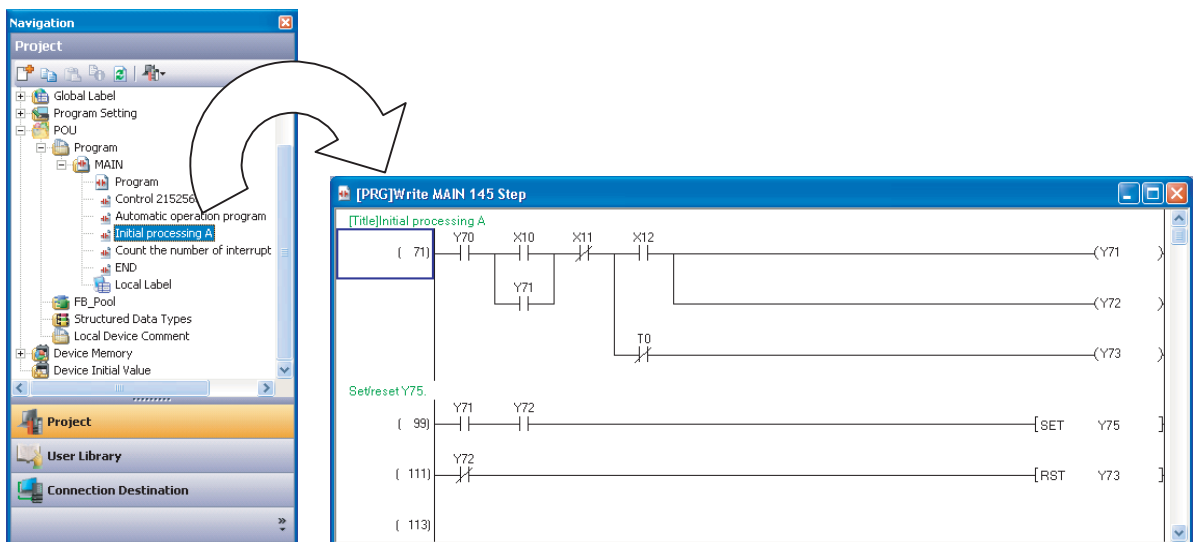 Navigation
Project
Global Label
Program Setting
POU
Program
MAIN
Program
Control 215256
Automatic operation program
Initial processing A
Count the number of interrupt
END
Local Label
FB_Pool
Structured Data Types
Local Device Comment
Device Memory
Device Initial Value
Project
User Library
Connection Destination
[PRG]Write MAIN 145 Step
[Title]Initial processing A
Y70 X10 X11 X12
( 71) (Y71 )
Y71
(Y72 )
T0
(Y73 )
Set/reset Y75.
Y71 Y72
( 99) [SET Y75 ]
Y72
( 111) [RST Y73 ]
( 113)